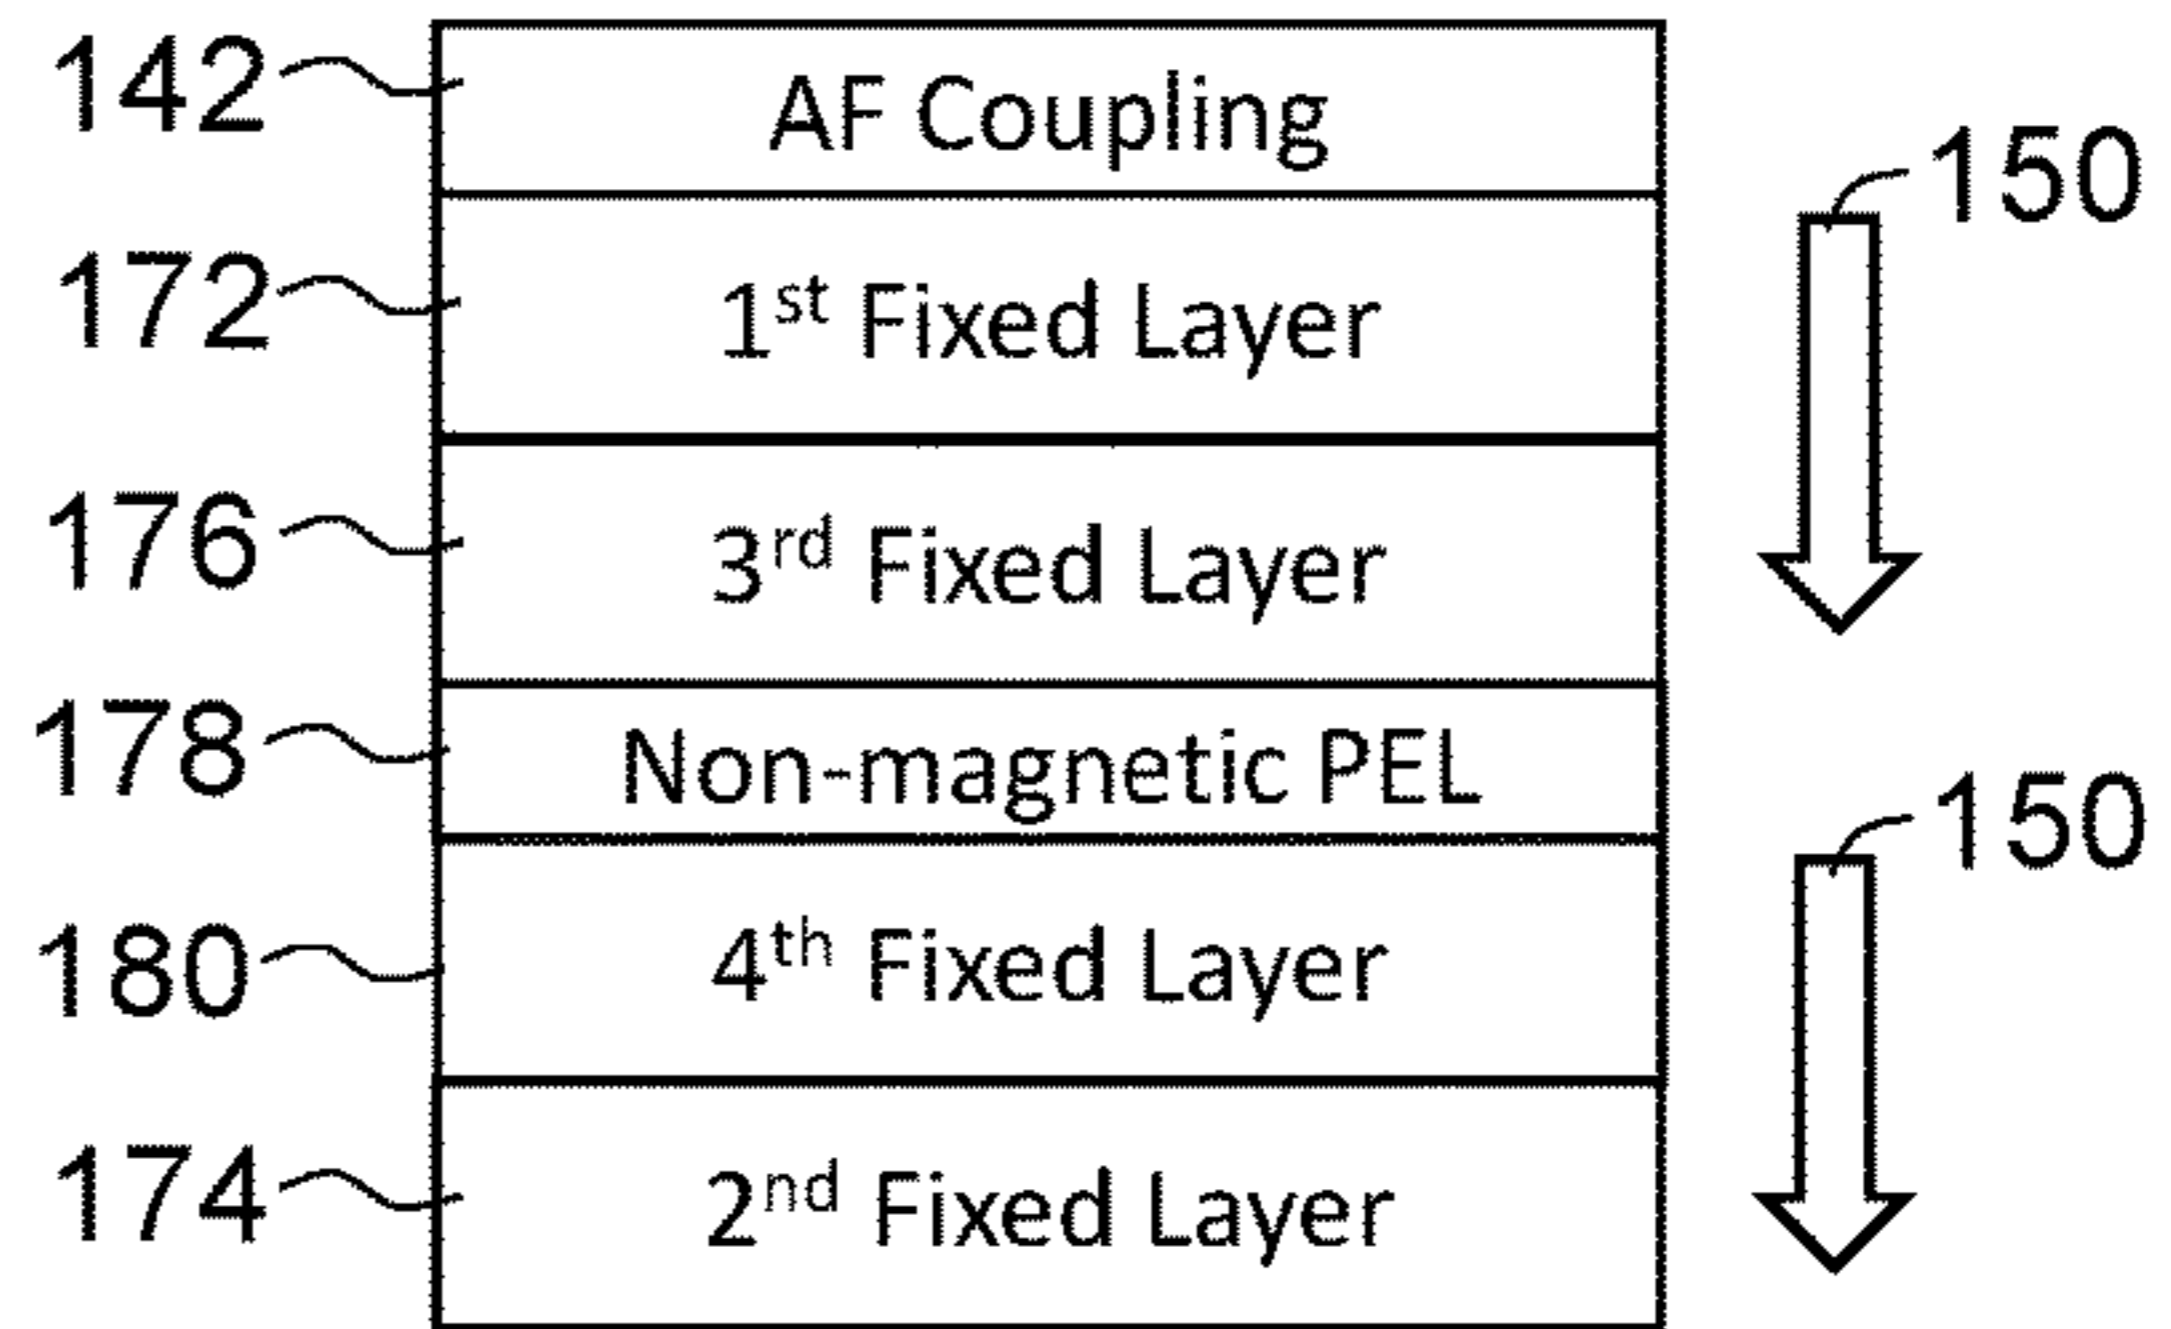 142 AF Coupling
150
172 1st Fixed Layer
176 3rd Fixed Layer
178 Non-magnetic PEL
150
180 4th Fixed Layer
174 2nd Fixed Layer